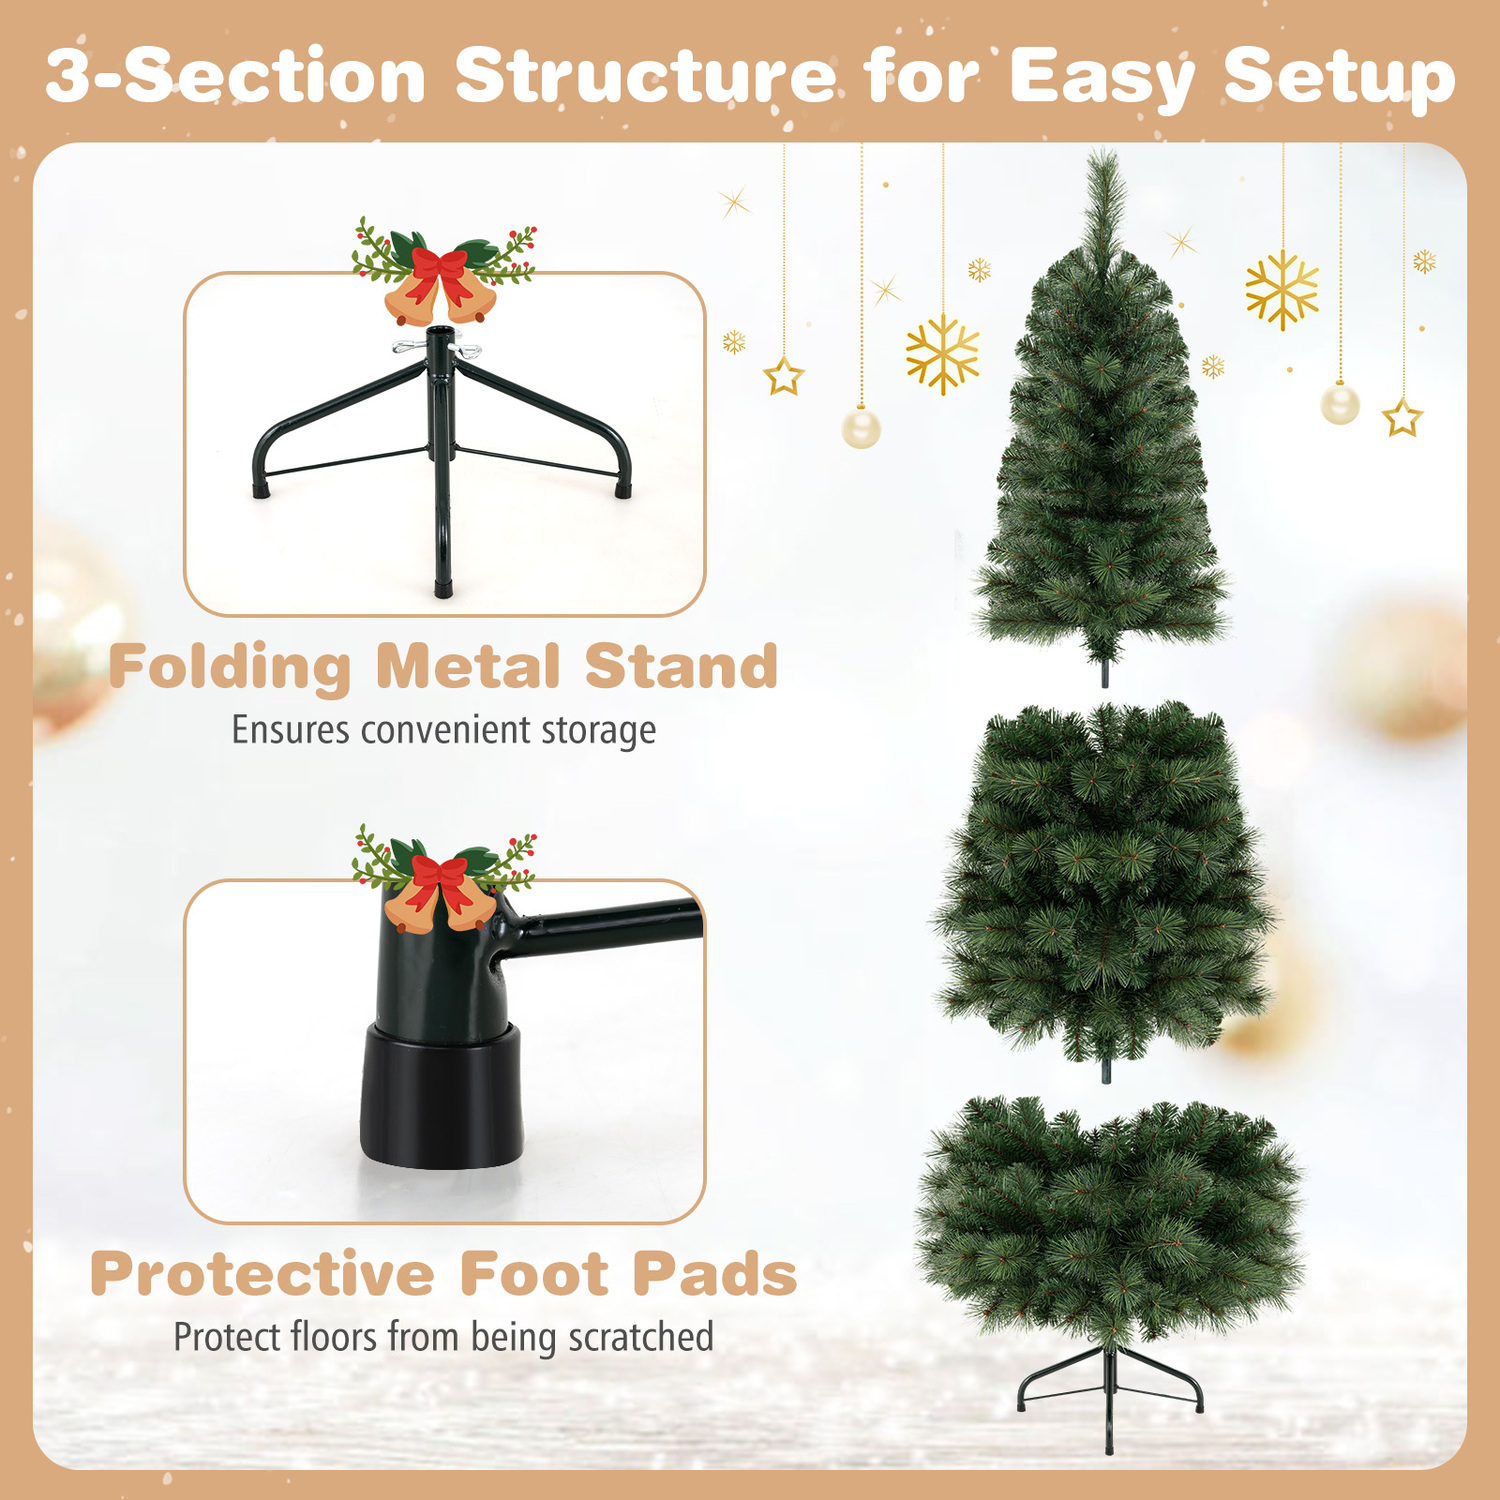 3-Section Structure for Easy Setup
Folding Metal Stand
Ensures convenient storage
Protective Foot Pads
Protect floors from being scratched